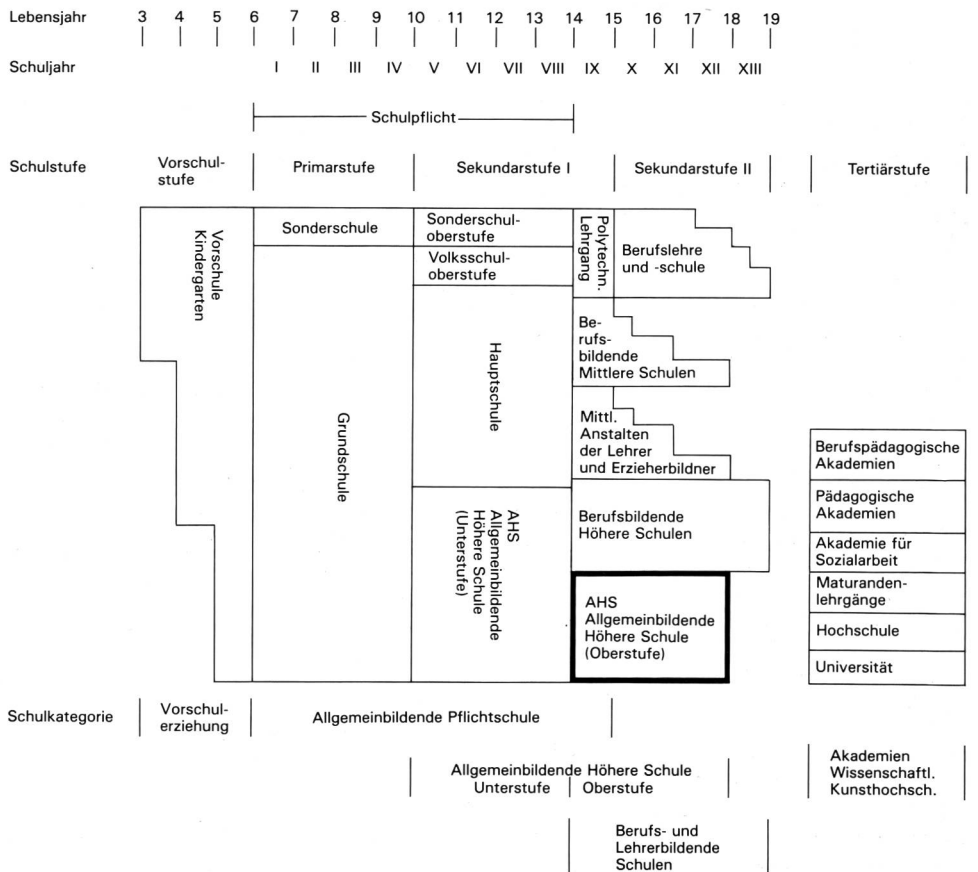 Lebensjahr 3 4 5 6 7 8 9 10 11 12 13 14 15 16 17 18 19
Schuljahr I II III IV V VI VII VIII IX X XI XII XIII
Schulpflicht
Schulstufe
Vorschul-
stufe
Primarstufe
Sekundarstufe I
Sekundarstufe II
Tertiärstufe
Vorschule
Kindergarten
Sonderschule
Grundschule
Sonderschul-
oberstufe
Volksschul-
oberstufe
Hauptschule
AHS
Allgemeinbildende
Höhere Schule
(Unterstufe)
Polytechn.
Lehrgang
Berufslehre
und -schule
Be-
rufs-
bildende
Mittlere Schulen
Mittl.
Anstalten
der Lehrer
und Erzieherbildner
Berufsbildende
Höhere Schulen
AHS
Allgemeinbildende
Höhere Schule
(Oberstufe)
Berufspädagogische
Akademien
Pädagogische
Akademien
Akademie für
Sozialarbeit
Maturanden-
lehrgänge
Hochschule
Universität
Schulkategorie
Vorschul-
erziehung
Allgemeinbildende Pflichtschule
Allgemeinbildende Höhere Schule
Unterstufe Oberstufe
Akademien
Wissenschaftl.
Kunsthochsch.
Berufs- und
Lehrerbildende
Schulen